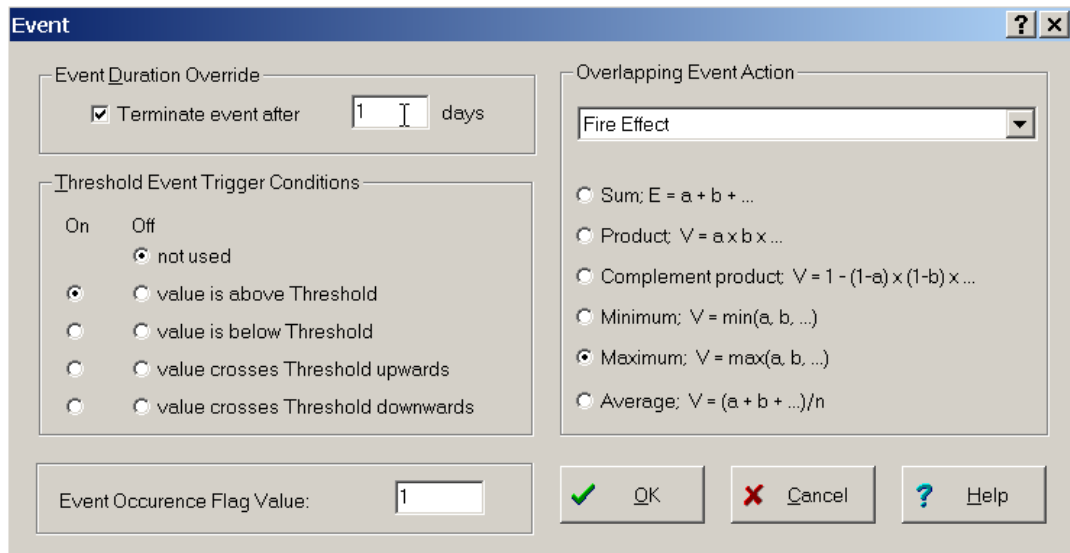 Event
Event Duration Override
Terminate event after 1 days
Threshold Event Trigger Conditions
On Off
not used
value is above Threshold
value is below Threshold
value crosses Threshold upwards
value crosses Threshold downwards
Event Occurence Flag Value: 1
Overlapping Event Action
Fire Effect
Sum; E = a + b + ...
Product; V = a x b x ...
Complement product; V = 1 - (1-a) x (1-b) x ...
Minimum; V = min(a, b, ...)
Maximum; V = max(a, b, ...)
Average; V = (a + b + ...)/n
OK Cancel Help